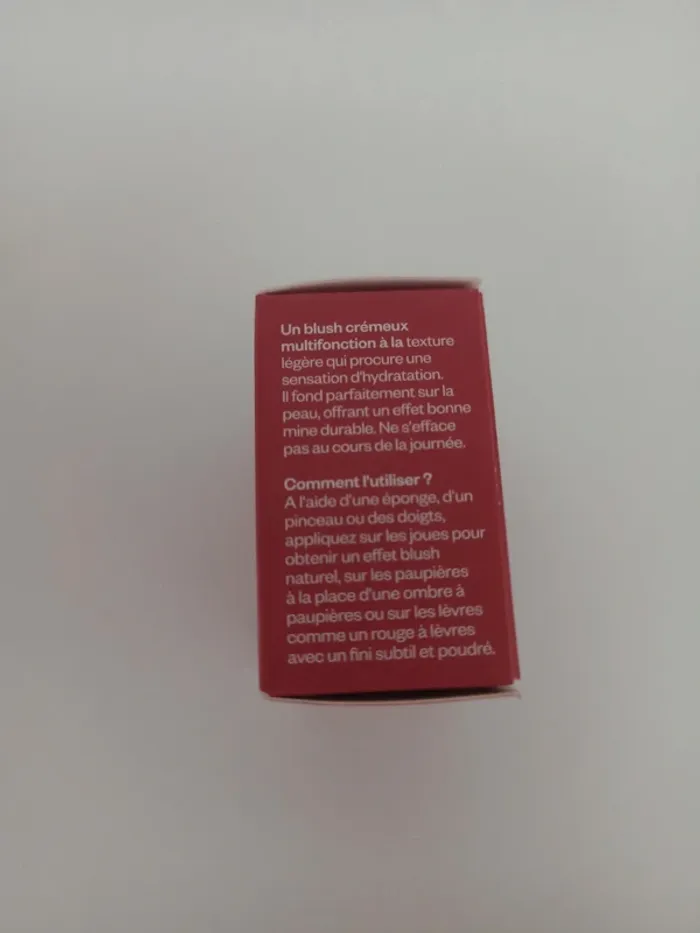 Un blush crémeux
multifonction à la texture
légère qui procure une
sensation d'hydratation.
Il fond parfaitement sur la
peau, offrant un effet bonne
mine durable. Ne s'efface
pas au cours de la journée.
Comment l'utiliser ?
A l'aide d'une éponge, d'un
pinceau ou des doigts,
appliquez sur les joues pour
obtenir un effet blush
naturel, sur les paupières
à la place d'une ombre à
paupières ou sur les lèvres
comme un rouge à lèvres
avec un fini subtil et poudré.